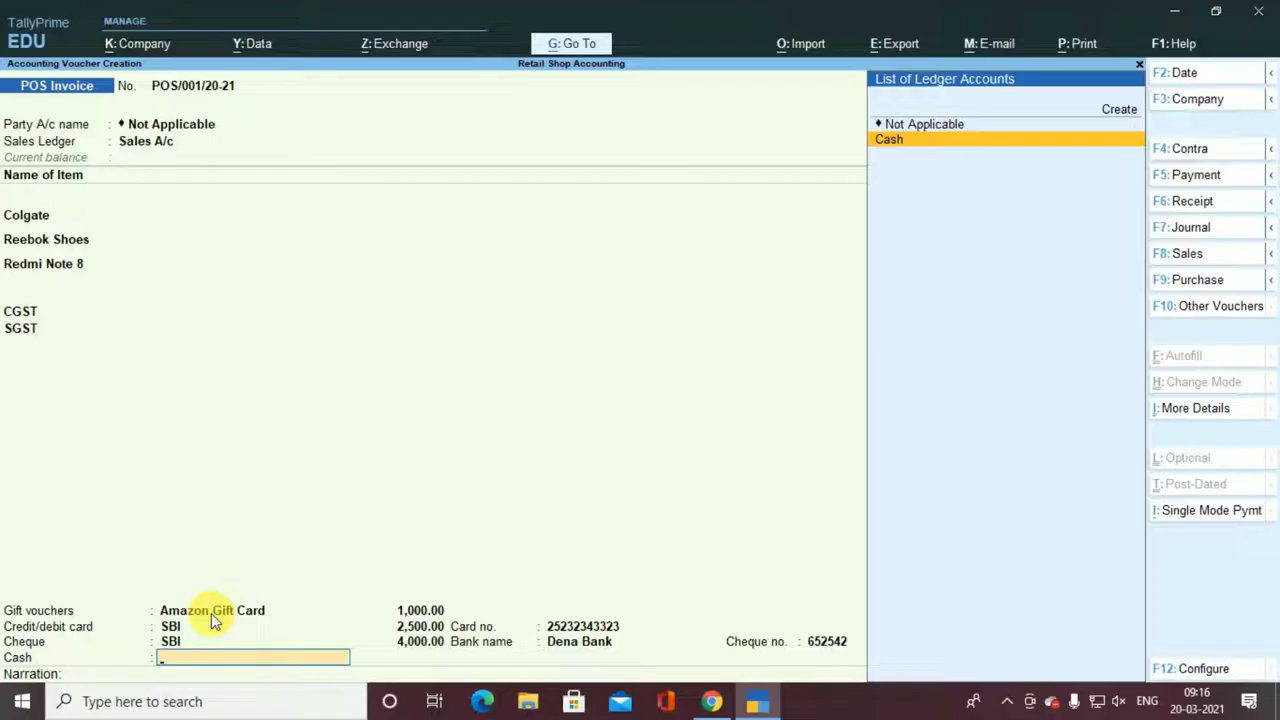 TallyPrime
MANAGE
EDU
K: Company
Y: Data
Z: Exchange
G: Go To
O: Import
E: Export
M: E-mail
P: Print
F1: Help
Accounting Voucher Creation
Retail Shop Accounting
POS Invoice No. POS/001/20-21
Party A/c name : ♦ Not Applicable
Sales Ledger : Sales A/c
Current balance :
Name of Item
Colgate
Reebok Shoes
Redmi Note 8
CGST
SGST
Gift vouchers : Amazon Gift Card 1,000.00
Credit/debit card : SBI 2,500.00 Card no. : 25232343323
Cheque : SBI 4,000.00 Bank name : Dena Bank Cheque no. : 652542
Cash :
Narration:
List of Ledger Accounts
Create
♦ Not Applicable
Cash
F2: Date
F3: Company
F4: Contra
F5: Payment
F6: Receipt
F7: Journal
F8: Sales
F9: Purchase
F10: Other Vouchers
F: Autofill
H: Change Mode
I: More Details
L: Optional
T: Post-Dated
I: Single Mode Pymt
F12: Configure
Type here to search
ENG
09:16
20-03-2021